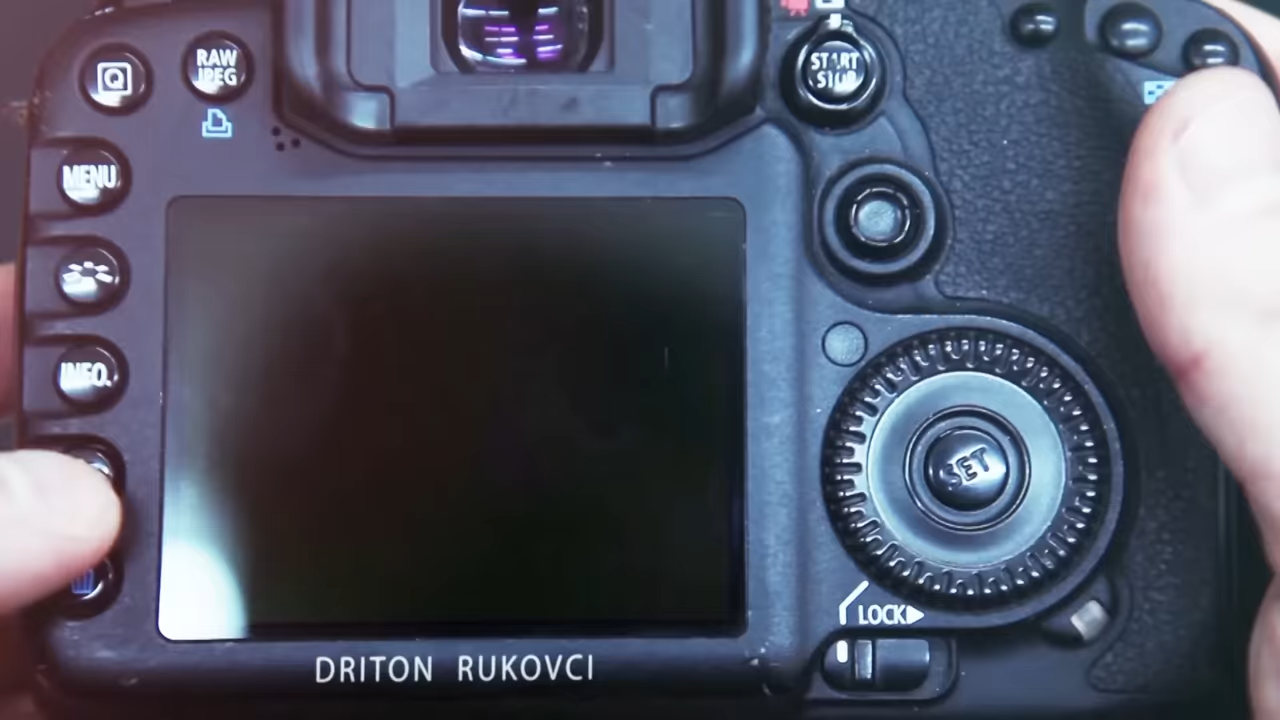 Q
RAW
JPEG
START
STOP
MENU
INFO.
SET
LOCK
DRITON RUKOVCI